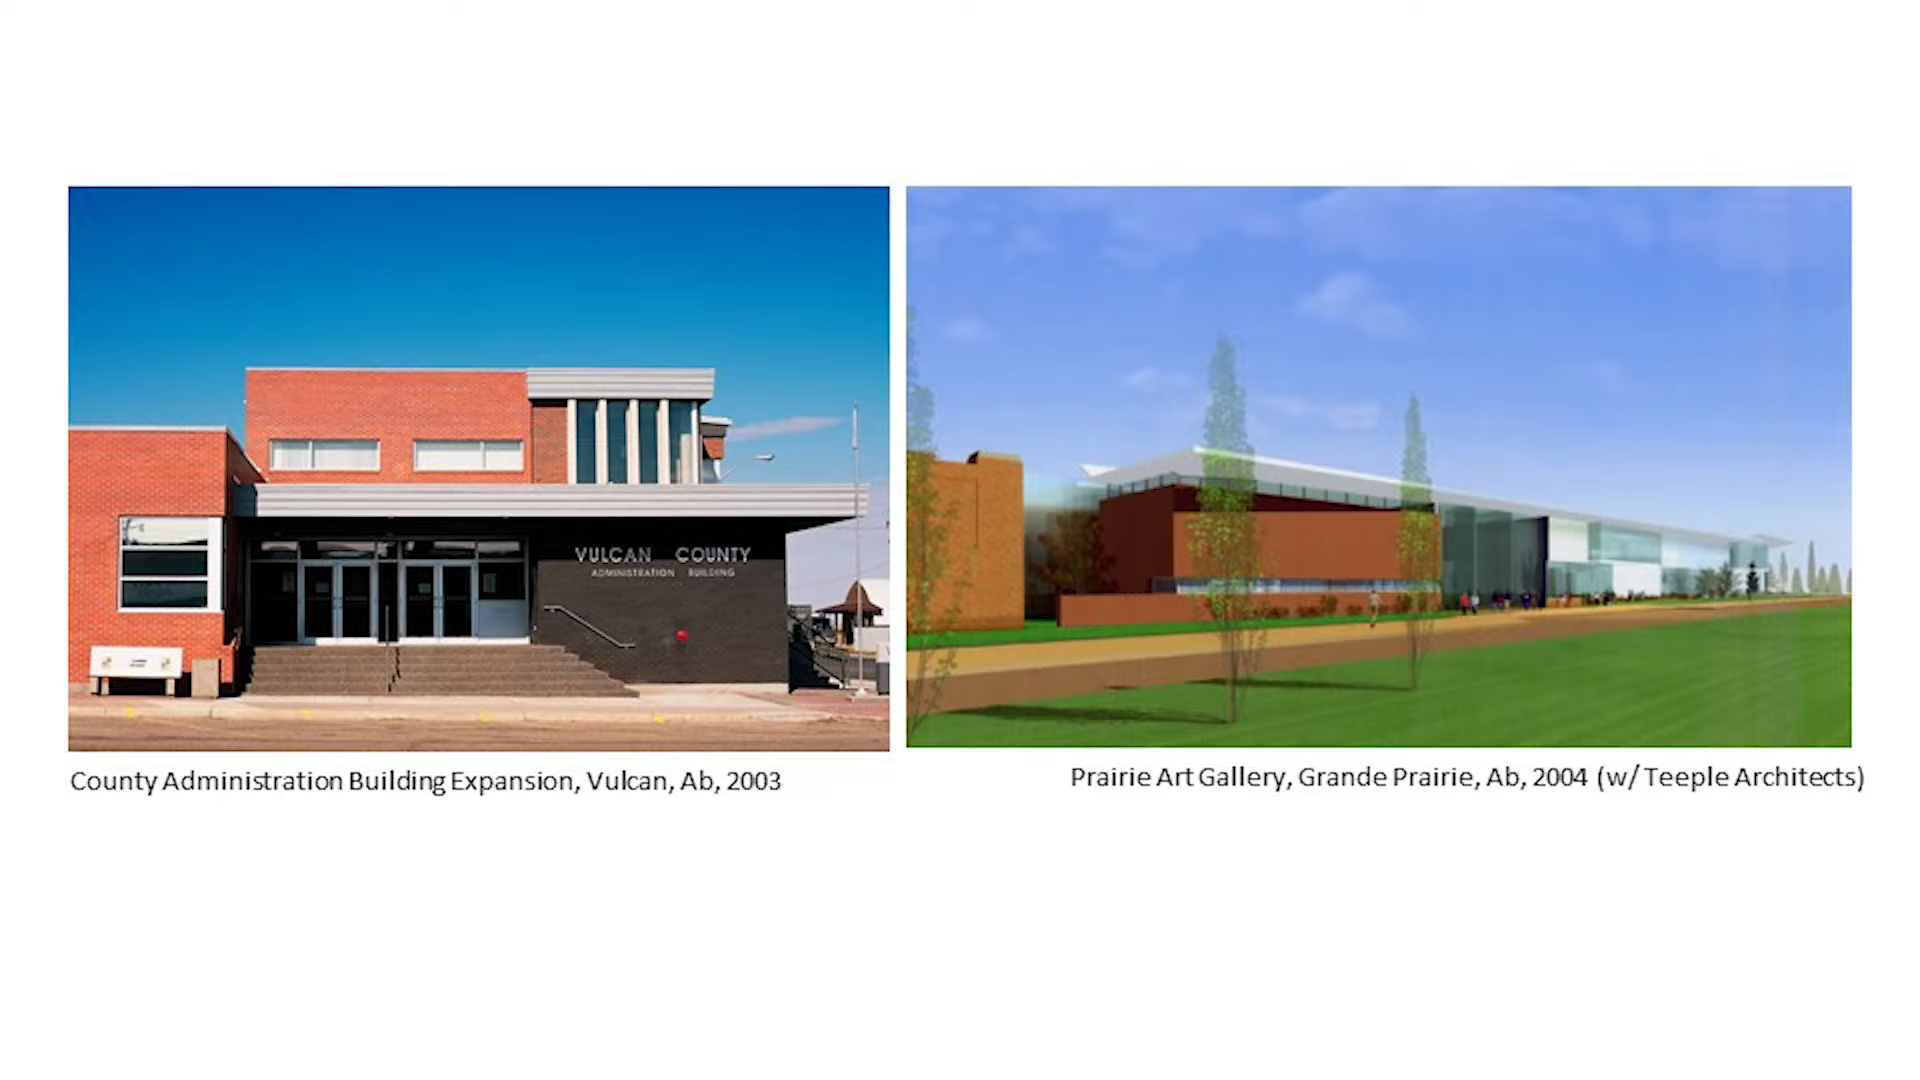 VULCAN COUNTY
ADMINISTRATION BUILDING
County Administration Building Expansion, Vulcan, Ab, 2003
Prairie Art Gallery, Grande Prairie, Ab, 2004 (w/ Teeple Architects)